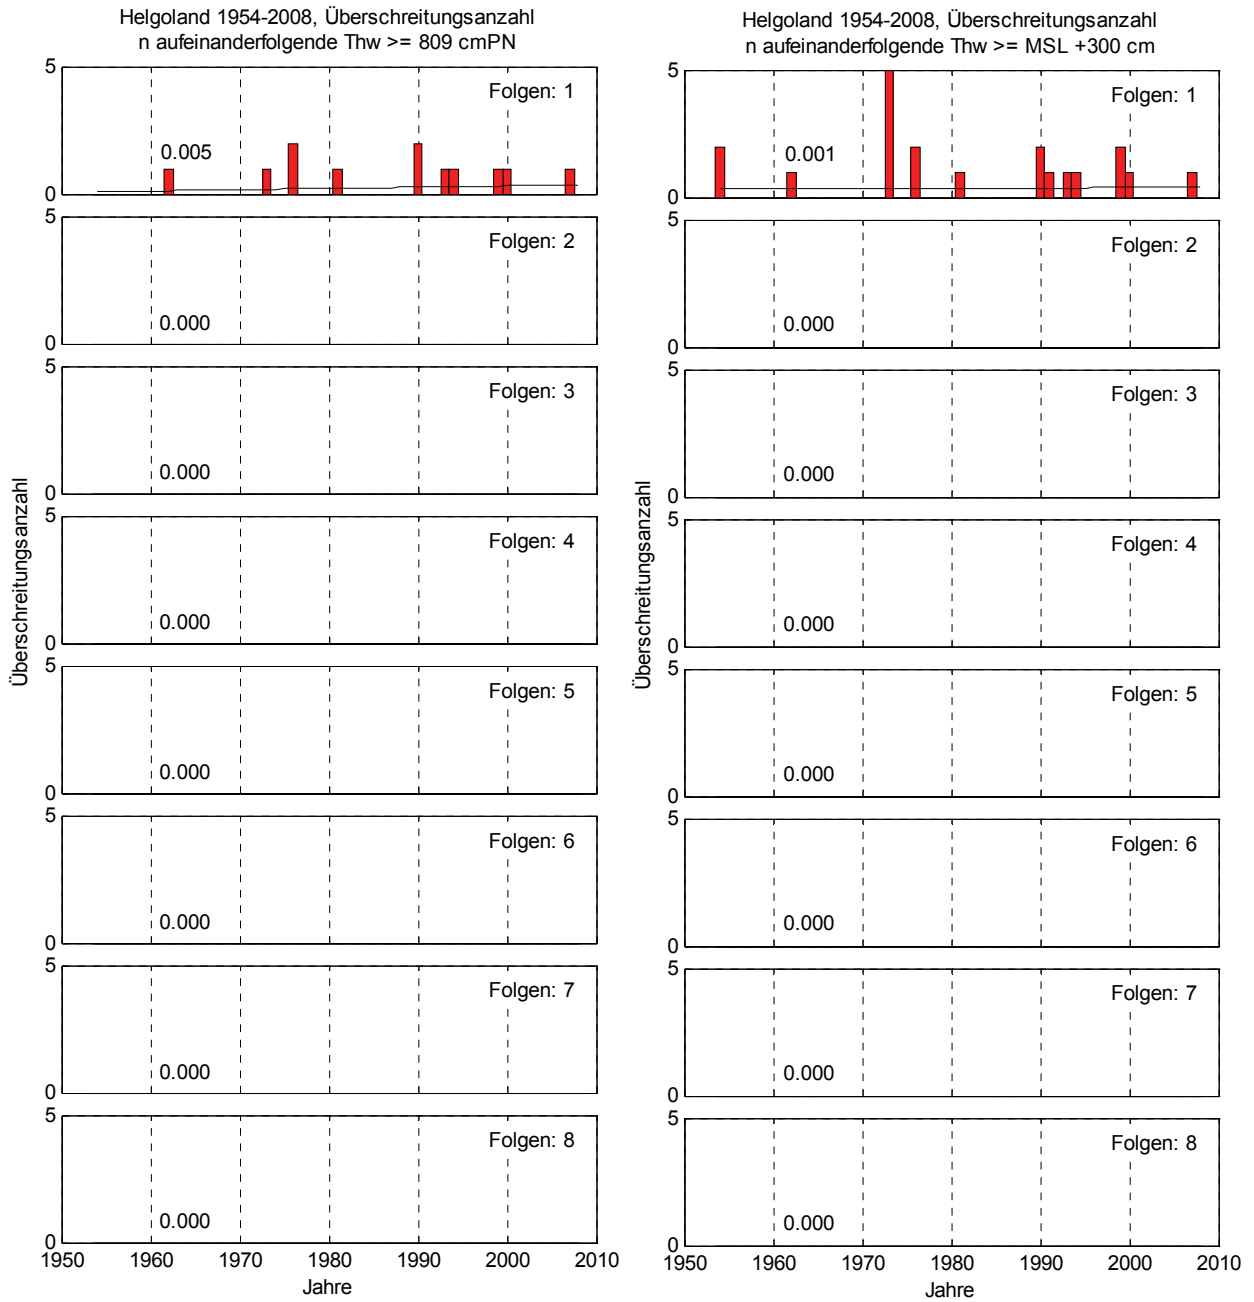 Helgoland 1954-2008, Überschreitungsanzahl
n aufeinanderfolgende Thw >= 809 cmPN
5
Folgen: 1
0.005
0
5
Folgen: 2
0.000
0
5
Folgen: 3
0.000
0
5
Folgen: 4
0.000
0
5
Folgen: 5
0.000
0
5
Folgen: 6
0.000
0
5
Folgen: 7
0.000
0
5
Folgen: 8
0.000
0
1950 1960 1970 1980 1990 2000 2010
Jahre
Überschreitungsanzahl
Helgoland 1954-2008, Überschreitungsanzahl
n aufeinanderfolgende Thw >= MSL +300 cm
5
Folgen: 1
0.001
0
5
Folgen: 2
0.000
0
5
Folgen: 3
0.000
0
5
Folgen: 4
0.000
0
5
Folgen: 5
0.000
0
5
Folgen: 6
0.000
0
5
Folgen: 7
0.000
0
5
Folgen: 8
0.000
0
1950 1960 1970 1980 1990 2000 2010
Jahre
Überschreitungsanzahl